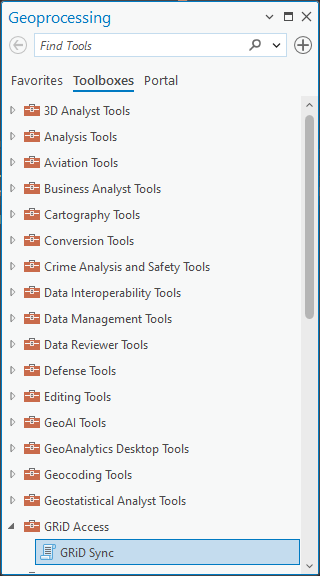 Geoprocessing
Find Tools
Favorites Toolboxes Portal
3D Analyst Tools
Analysis Tools
Aviation Tools
Business Analyst Tools
Cartography Tools
Conversion Tools
Crime Analysis and Safety Tools
Data Interoperability Tools
Data Management Tools
Data Reviewer Tools
Defense Tools
Editing Tools
GeoAI Tools
GeoAnalytics Desktop Tools
Geocoding Tools
Geostatistical Analyst Tools
GRiD Access
GRiD Sync